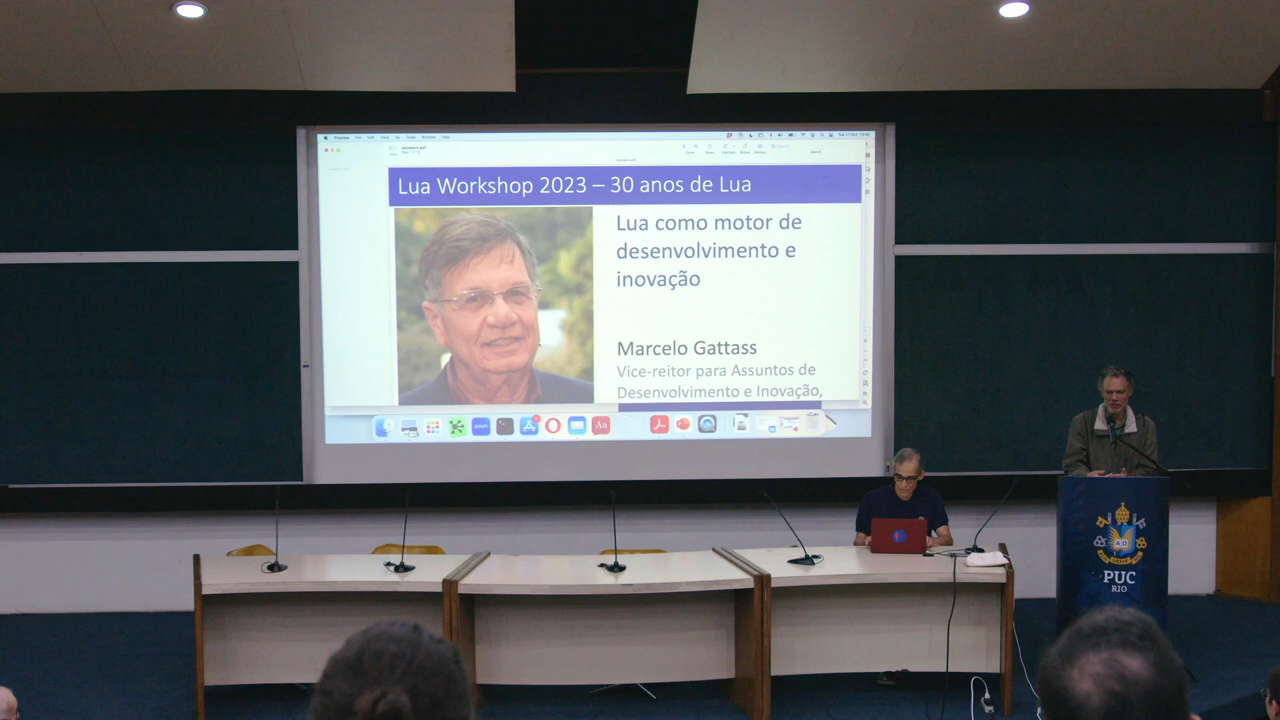 Lua Workshop 2023 – 30 anos de Lua
Lua como motor de
desenvolvimento e
inovação
Marcelo Gattass
Vice-reitor para Assuntos de
Desenvolvimento e Inovação,
Aa
PUC
RIO